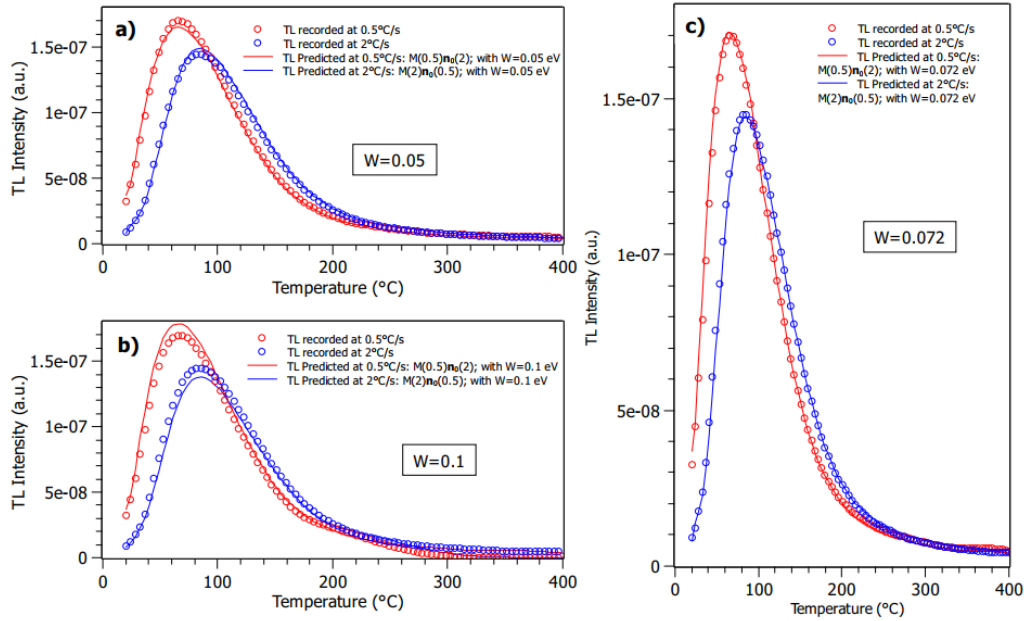 a)
TL recorded at 0.5°C/s
TL recorded at 2°C/s
TL Predicted at 0.5°C/s: M(0.5)n₀(2); with W=0.05 eV
TL Predicted at 2°C/s: M(2)n₀(0.5); with W=0.05 eV
W=0.05
TL Intensity (a.u.)
1.5e-07
1e-07
5e-08
0
0 100 200 300 400
Temperature (°C)
b)
TL recorded at 0.5°C/s
TL recorded at 2°C/s
TL Predicted at 0.5°C/s: M(0.5)n₀(2); with W=0.1 eV
TL Predicted at 2°C/s: M(2)n₀(0.5); with W=0.1 eV
W=0.1
TL Intensity (a.u.)
1.5e-07
1e-07
5e-08
0
0 100 200 300 400
Temperature (°C)
c)
TL recorded at 0.5°C/s
TL recorded at 2°C/s
TL Predicted at 0.5°C/s:
M(0.5)n₀(2); with W=0.072 eV
TL Predicted at 2°C/s:
M(2)n₀(0.5); with W=0.072 eV
W=0.072
TL Intensity (a.u.)
1.5e-07
1e-07
5e-08
0
0 100 200 300 400
Temperature (°C)